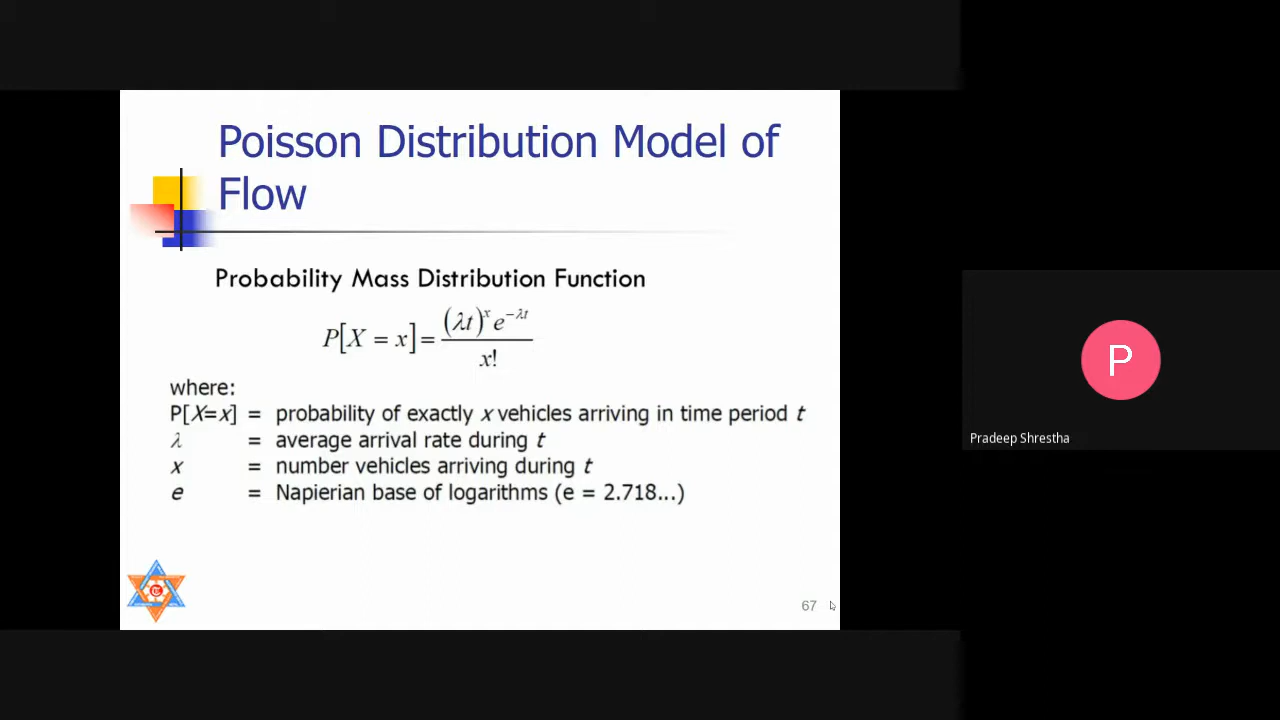 Poisson Distribution Model of
Flow
Probability Mass Distribution Function
P[X = x] = (λt)^x e^{-λt} / x!
where:
P[X=x] = probability of exactly x vehicles arriving in time period t
λ = average arrival rate during t
x = number vehicles arriving during t
e = Napierian base of logarithms (e = 2.718...)
67
P
Pradeep Shrestha